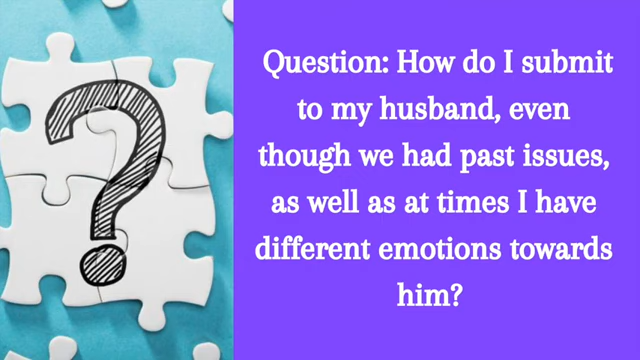 Question: How do I submit
to my husband, even
though we had past issues,
as well as at times I have
different emotions towards
him?